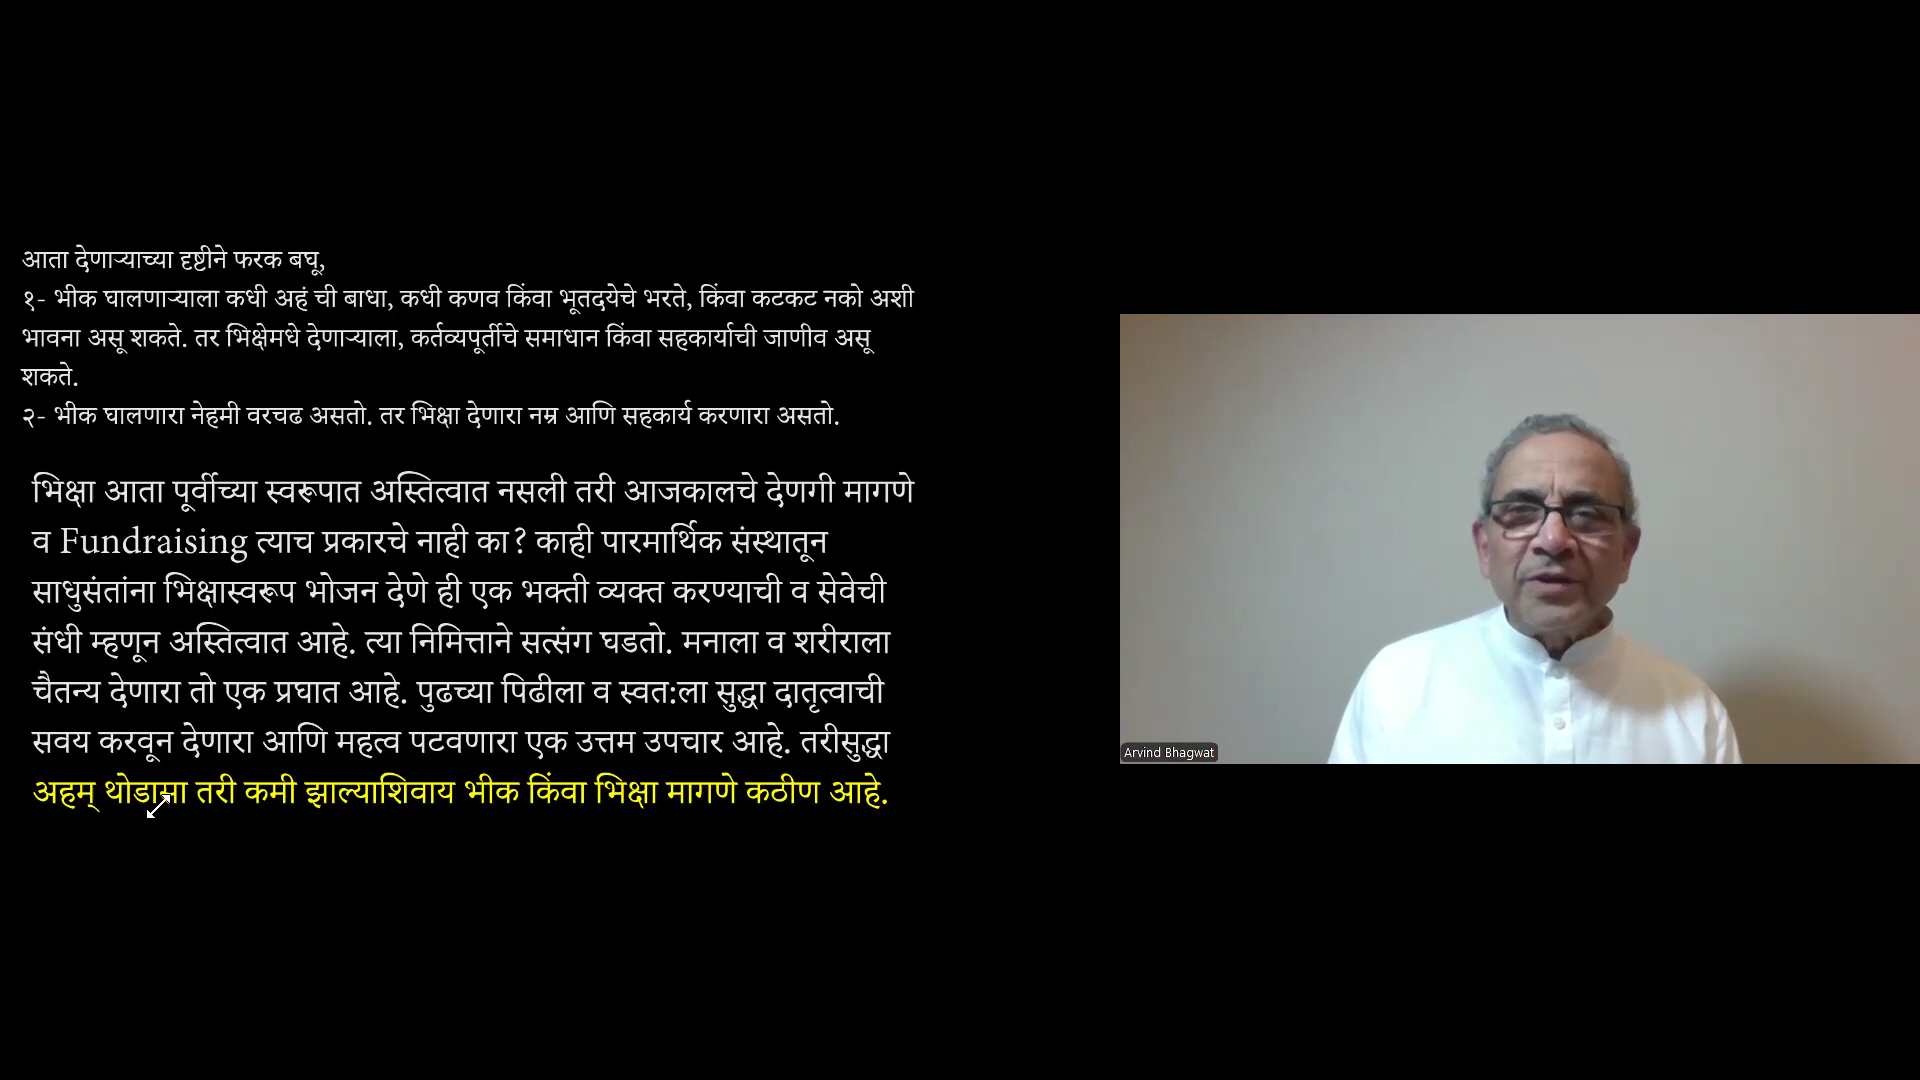 आता देणाऱ्याच्या दृष्टीने फरक बघू,
१- भीक घालणाऱ्याला कधी अहं ची बाधा, कधी कणव किंवा भूतदयेचे भरते, किंवा कटकट नको अशी
भावना असू शकते. तर भिक्षेमधे देणाऱ्याला, कर्तव्यपूर्तीचे समाधान किंवा सहकार्याची जाणीव असू
शकते.
२- भीक घालणारा नेहमी वरचढ असतो. तर भिक्षा देणारा नम्र आणि सहकार्य करणारा असतो.
भिक्षा आता पूर्वीच्या स्वरूपात अस्तित्वात नसली तरी आजकालचे देणगी मागणे
व Fundraising त्याच प्रकारचे नाही का? काही पारमार्थिक संस्थातून
साधुसंतांना भिक्षास्वरूप भोजन देणे ही एक भक्ती व्यक्त करण्याची व सेवेची
संधी म्हणून अस्तित्वात आहे. त्या निमित्ताने सत्संग घडतो. मनाला व शरीराला
चैतन्य देणारा तो एक प्रघात आहे. पुढच्या पिढीला व स्वत:ला सुद्धा दातृत्वाची
सवय करवून देणारा आणि महत्व पटवणारा एक उत्तम उपचार आहे. तरीसुद्धा
अहम् थोडासा तरी कमी झाल्याशिवाय भीक किंवा भिक्षा मागणे कठीण आहे.
Arvind Bhagwat